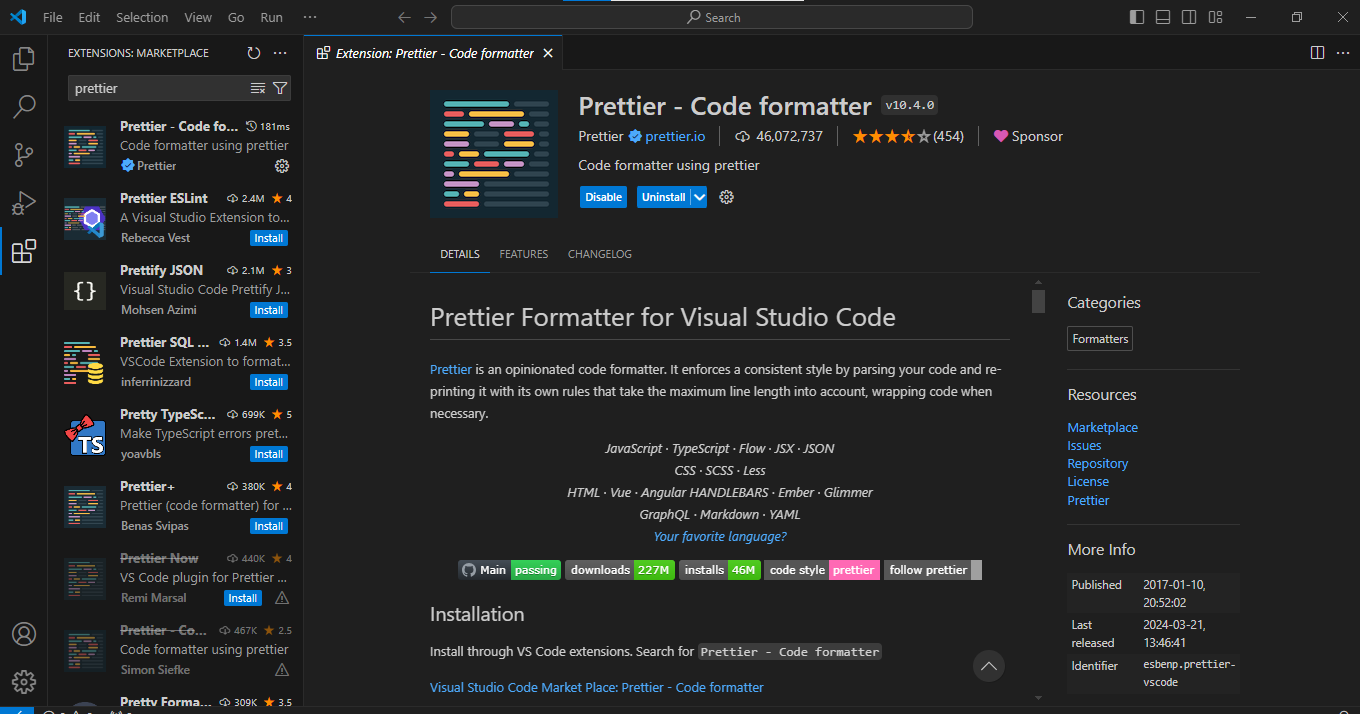 File Edit Selection View Go Run ···
Search
EXTENSIONS: MARKETPLACE
prettier
Prettier - Code fo... 181ms
Code formatter using prettier
Prettier
Prettier ESLint 2.4M ★ 4
A Visual Studio Extension to...
Rebecca Vest Install
Prettify JSON 2.1M ★ 3
Visual Studio Code Prettify J...
Mohsen Azimi Install
Prettier SQL ... 1.4M ★ 3.5
VSCode Extension to format...
inferrinizzard Install
Pretty TypeSc... 699K ★ 5
TS
Make TypeScript errors pret...
yoavbls Install
Prettier+ 380K ★ 4
Prettier (code formatter) for ...
Benas Svipas Install
Prettier Now 440K ★ 4
VS Code plugin for Prettier ...
Remi Marsal Install
Prettier - Co... 467K ★ 2.5
Code formatter using prettier
Simon Siefke
Pretty Forma... 309K ★ 3.5
Extension: Prettier - Code formatter
Prettier - Code formatter v10.4.0
Prettier prettier.io 46,072,737 (454) Sponsor
Code formatter using prettier
Disable Uninstall
DETAILS FEATURES CHANGELOG
Prettier Formatter for Visual Studio Code
Prettier is an opinionated code formatter. It enforces a consistent style by parsing your code and re-
printing it with its own rules that take the maximum line length into account, wrapping code when
necessary.
JavaScript · TypeScript · Flow · JSX · JSON
CSS · SCSS · Less
HTML · Vue · Angular HANDLEBARS · Ember · Glimmer
GraphQL · Markdown · YAML
Your favorite language?
Main passing downloads 227M installs 46M code style prettier follow prettier
Installation
Install through VS Code extensions. Search for Prettier - Code formatter
Visual Studio Code Market Place: Prettier - Code formatter
Categories
Formatters
Resources
Marketplace
Issues
Repository
License
Prettier
More Info
Published 2017-01-10,
20:52:02
Last 2024-03-21,
released 13:46:41
Identifier esbenp.prettier-
vscode